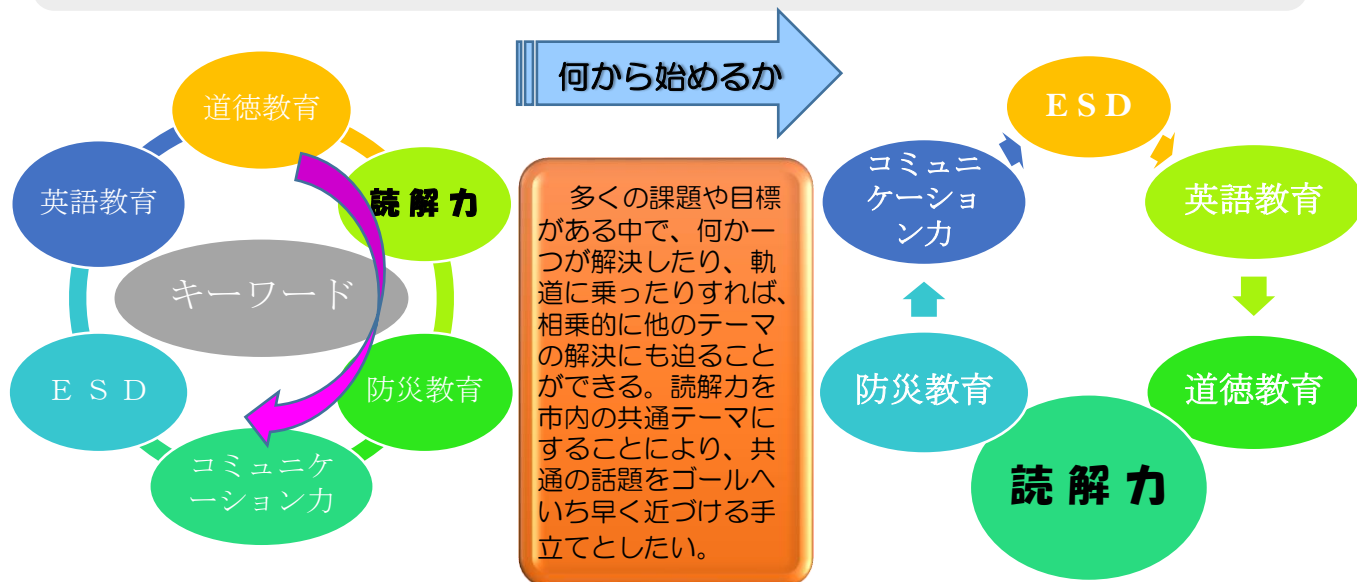 何から始めるか
道徳教育
読解力
防災教育
コミュニケ
ーション力
ＥＳＤ
英語教育
キーワード
多くの課題や目標
がある中で、何か一
つが解決したり、軌
道に乗ったりすれば、
相乗的に他のテーマ
の解決にも迫ること
ができる。読解力を
市内の共通テーマに
することにより、共
通の話題をゴールへ
いち早く近づける手
立てとしたい。
ＥＳＤ
英語教育
道徳教育
読解力
防災教育
コミュニ
ケーショ
ン力